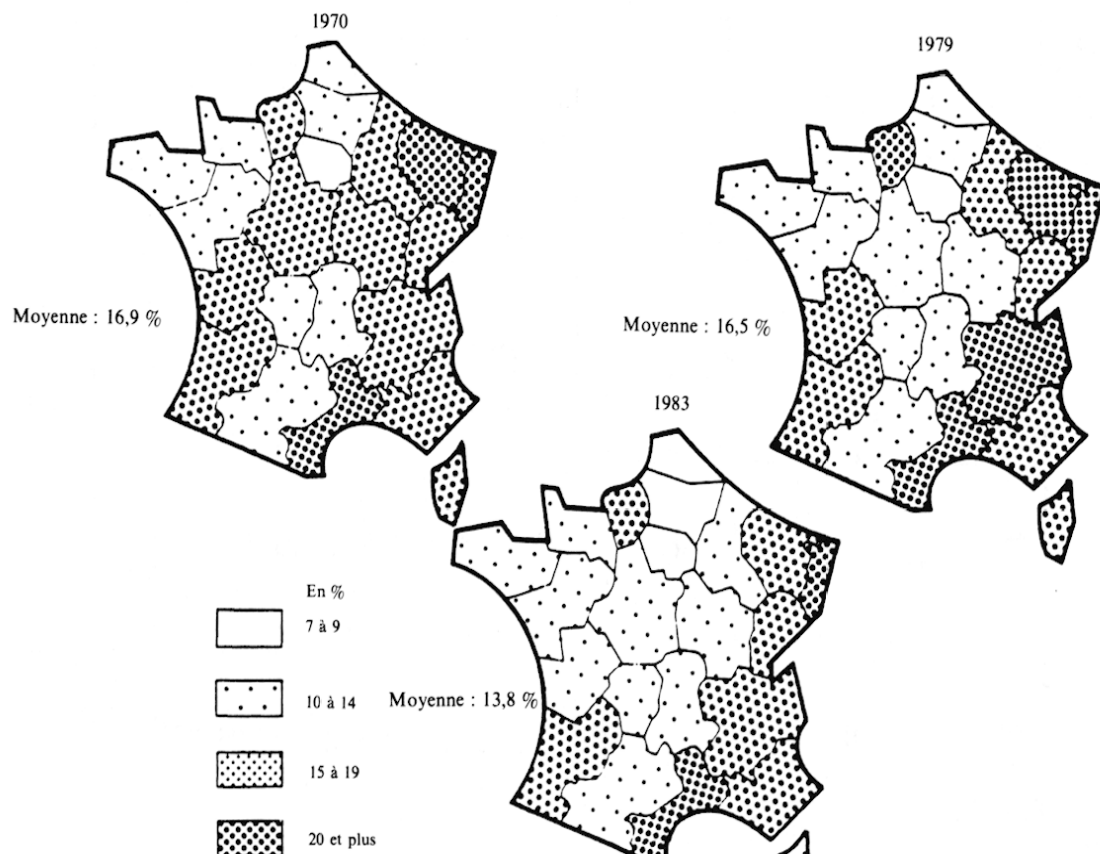 1970
1979
Moyenne : 16,9 %
Moyenne : 16,5 %
1983
En %
7 à 9
10 à 14
Moyenne : 13,8 %
15 à 19
20 et plus